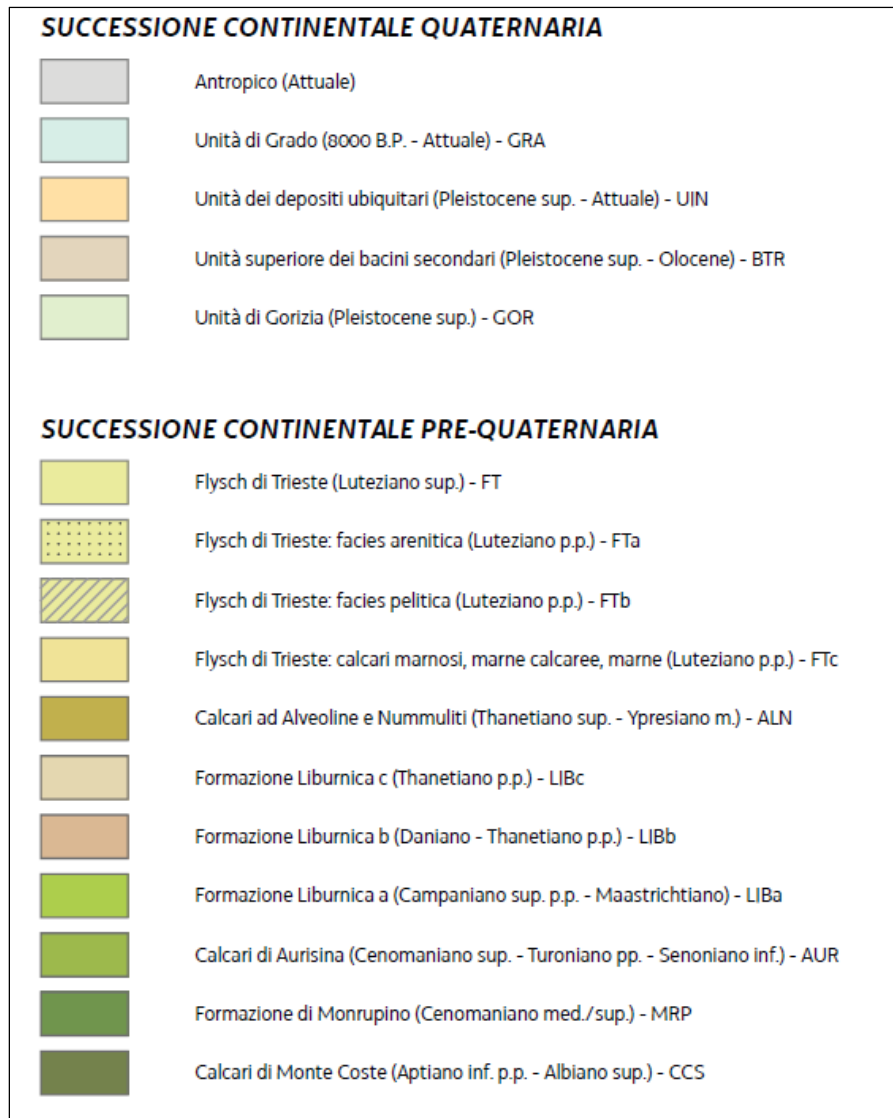 SUCCESSIONE CONTINENTALE QUATERNARIA
Antropico (Attuale)
Unità di Grado (8000 B.P. - Attuale) - GRA
Unità dei depositi ubiquitari (Pleistocene sup. - Attuale) - UIN
Unità superiore dei bacini secondari (Pleistocene sup. - Olocene) - BTR
Unità di Gorizia (Pleistocene sup.) - GOR
SUCCESSIONE CONTINENTALE PRE-QUATERNARIA
Flysch di Trieste (Luteziano sup.) - FT
Flysch di Trieste: facies arenitica (Luteziano p.p.) - FTa
Flysch di Trieste: facies pelitica (Luteziano p.p.) - FTb
Flysch di Trieste: calcari marnosi, marne calcaree, marne (Luteziano p.p.) - FTc
Calcari ad Alveoline e Nummuliti (Thanetiano sup. - Ypresiano m.) - ALN
Formazione Liburnica c (Thanetiano p.p.) - LIBc
Formazione Liburnica b (Daniano - Thanetiano p.p.) - LIBb
Formazione Liburnica a (Campaniano sup. p.p. - Maastrichtiano) - LIBa
Calcari di Aurisina (Cenomaniano sup. - Turoniano pp. - Senoniano inf.) - AUR
Formazione di Monrupino (Cenomaniano med./sup.) - MRP
Calcari di Monte Coste (Aptiano inf. p.p. - Albiano sup.) - CCS